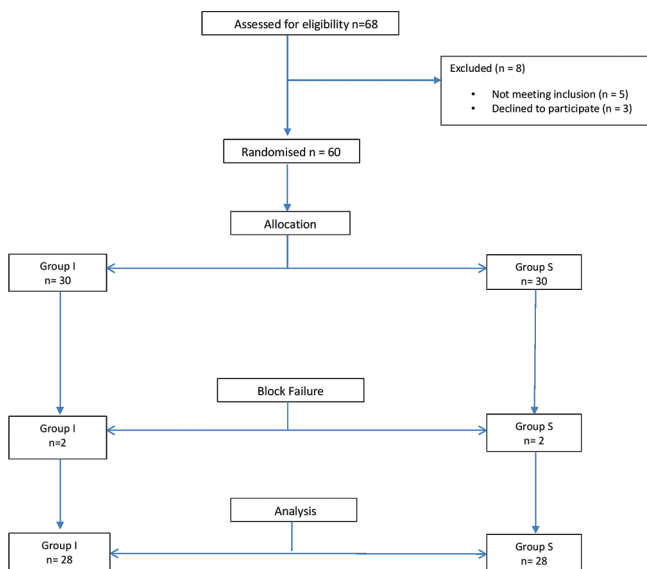 Assessed for eligibility n=68
Excluded (n = 8)
• Not meeting inclusion (n = 5)
• Declined to participate (n = 3)
Randomised n = 60
Allocation
Group I
n= 30
Group S
n= 30
Block Failure
Group I
n=2
Group S
n= 2
Analysis
Group I
n= 28
Group S
n= 28